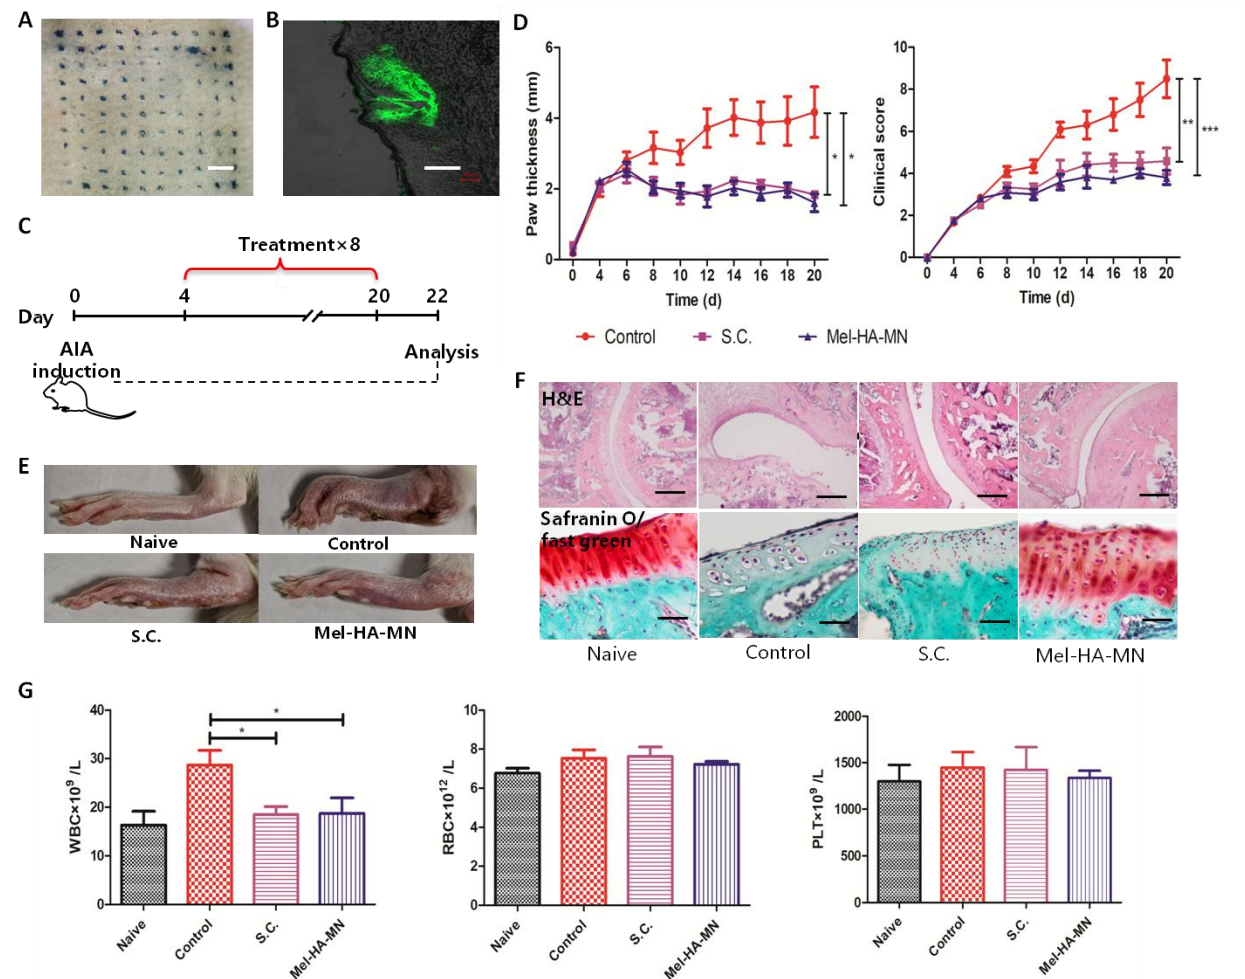 A
B
C
Treatment×8
0
4
20
22
Day
AIA
induction
Analysis
D
Paw thickness (mm)
6
4
2
0
0 4 6 8 10 12 14 16 18 20
Time (d)
* *
Clinical score
10
8
6
4
2
0
0 4 6 8 10 12 14 16 18 20
Time (d)
** ***
Control
S.C.
Mel-HA-MN
E
Naive
Control
S.C.
Mel-HA-MN
F
H&E
Safranin O/
fast green
Naive
Control
S.C.
Mel-HA-MN
G
WBC×10⁹ /L
40
30
20
10
0
*
*
Naive
Control
S.C.
Mel-HA-MN
RBC×10¹² /L
10
8
6
4
2
0
Naive
Control
S.C.
Mel-HA-MN
PLT×10⁹ /L
2000
1500
1000
500
0
Naive
Control
S.C.
Mel-HA-MN